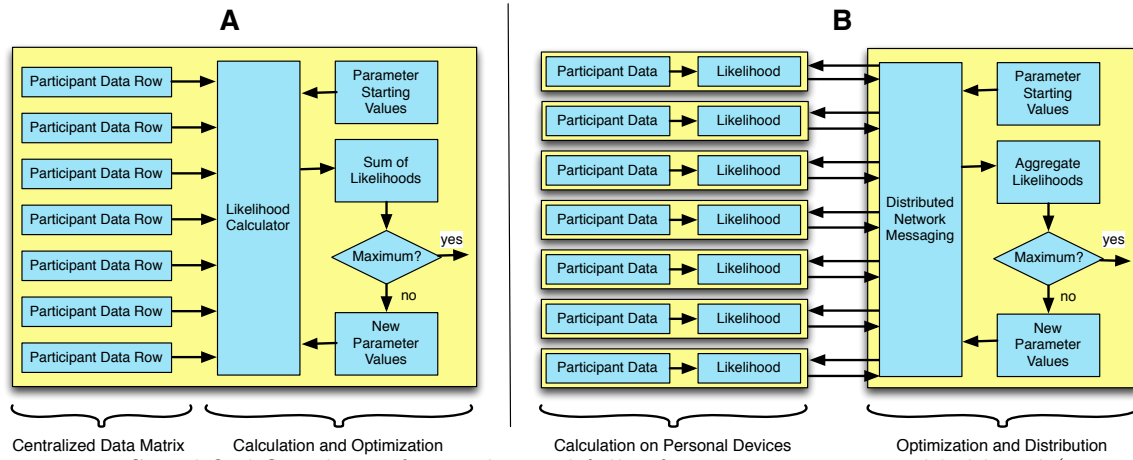 A
Participant Data Row
Participant Data Row
Participant Data Row
Participant Data Row
Participant Data Row
Participant Data Row
Participant Data Row
Likelihood
Calculator
Parameter
Starting
Values
Sum of
Likelihoods
Maximum?
yes
no
New
Parameter
Values
Centralized Data Matrix
Calculation and Optimization
B
Participant Data
Likelihood
Participant Data
Likelihood
Participant Data
Likelihood
Participant Data
Likelihood
Participant Data
Likelihood
Participant Data
Likelihood
Participant Data
Likelihood
Distributed
Network
Messaging
Parameter
Starting
Values
Aggregate
Likelihoods
Maximum?
yes
no
New
Parameter
Values
Calculation on Personal Devices
Optimization and Distribution